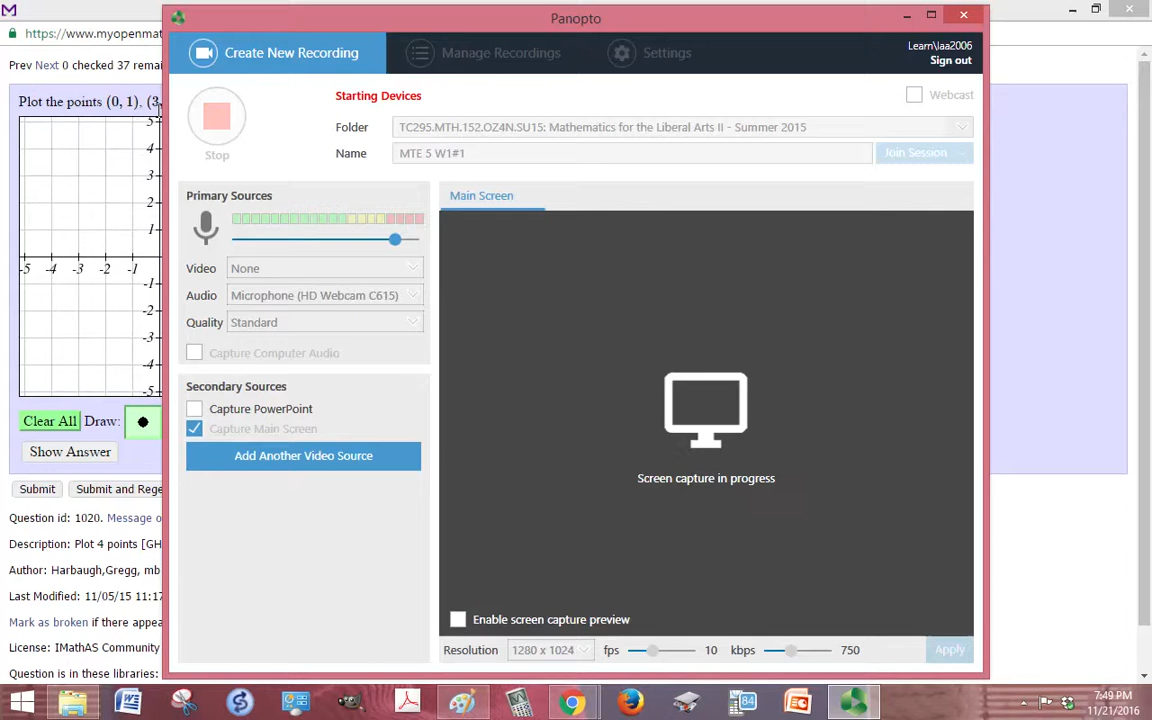 Panopto
https://www.myopenmat
Create New Recording
Manage Recordings
Settings
Learn\laa2006
Sign out
Prev Next 0 checked 37 remai
Plot the points (0, 1), (3,
5
4
3
2
1
-5 -4 -3 -2 -1
-1
-2
-3
-4
-5
Clear All Draw:
Show Answer
Submit Submit and Rege
Question id: 1020. Message o
Description: Plot 4 points [GH
Author: Harbaugh,Gregg, mb
Last Modified: 11/05/15 11:17
Mark as broken if there appea
License: IMathAS Community
Question is in these libraries:
Stop
Starting Devices
Webcast
Folder TC295.MTH.152.OZ4N.SU15: Mathematics for the Liberal Arts II - Summer 2015
Name MTE 5 W1#1 Join Session
Primary Sources
Video None
Audio Microphone (HD Webcam C615)
Quality Standard
Capture Computer Audio
Secondary Sources
Capture PowerPoint
Capture Main Screen
Add Another Video Source
Main Screen
Screen capture in progress
Enable screen capture preview
Resolution 1280 x 1024 fps 10 kbps 750 Apply
84
7:49 PM
11/21/2016